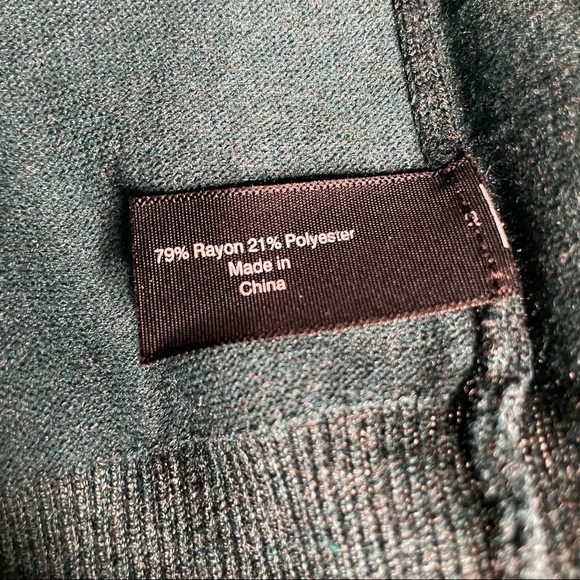 79% Rayon 21% Polyester
Made in
China